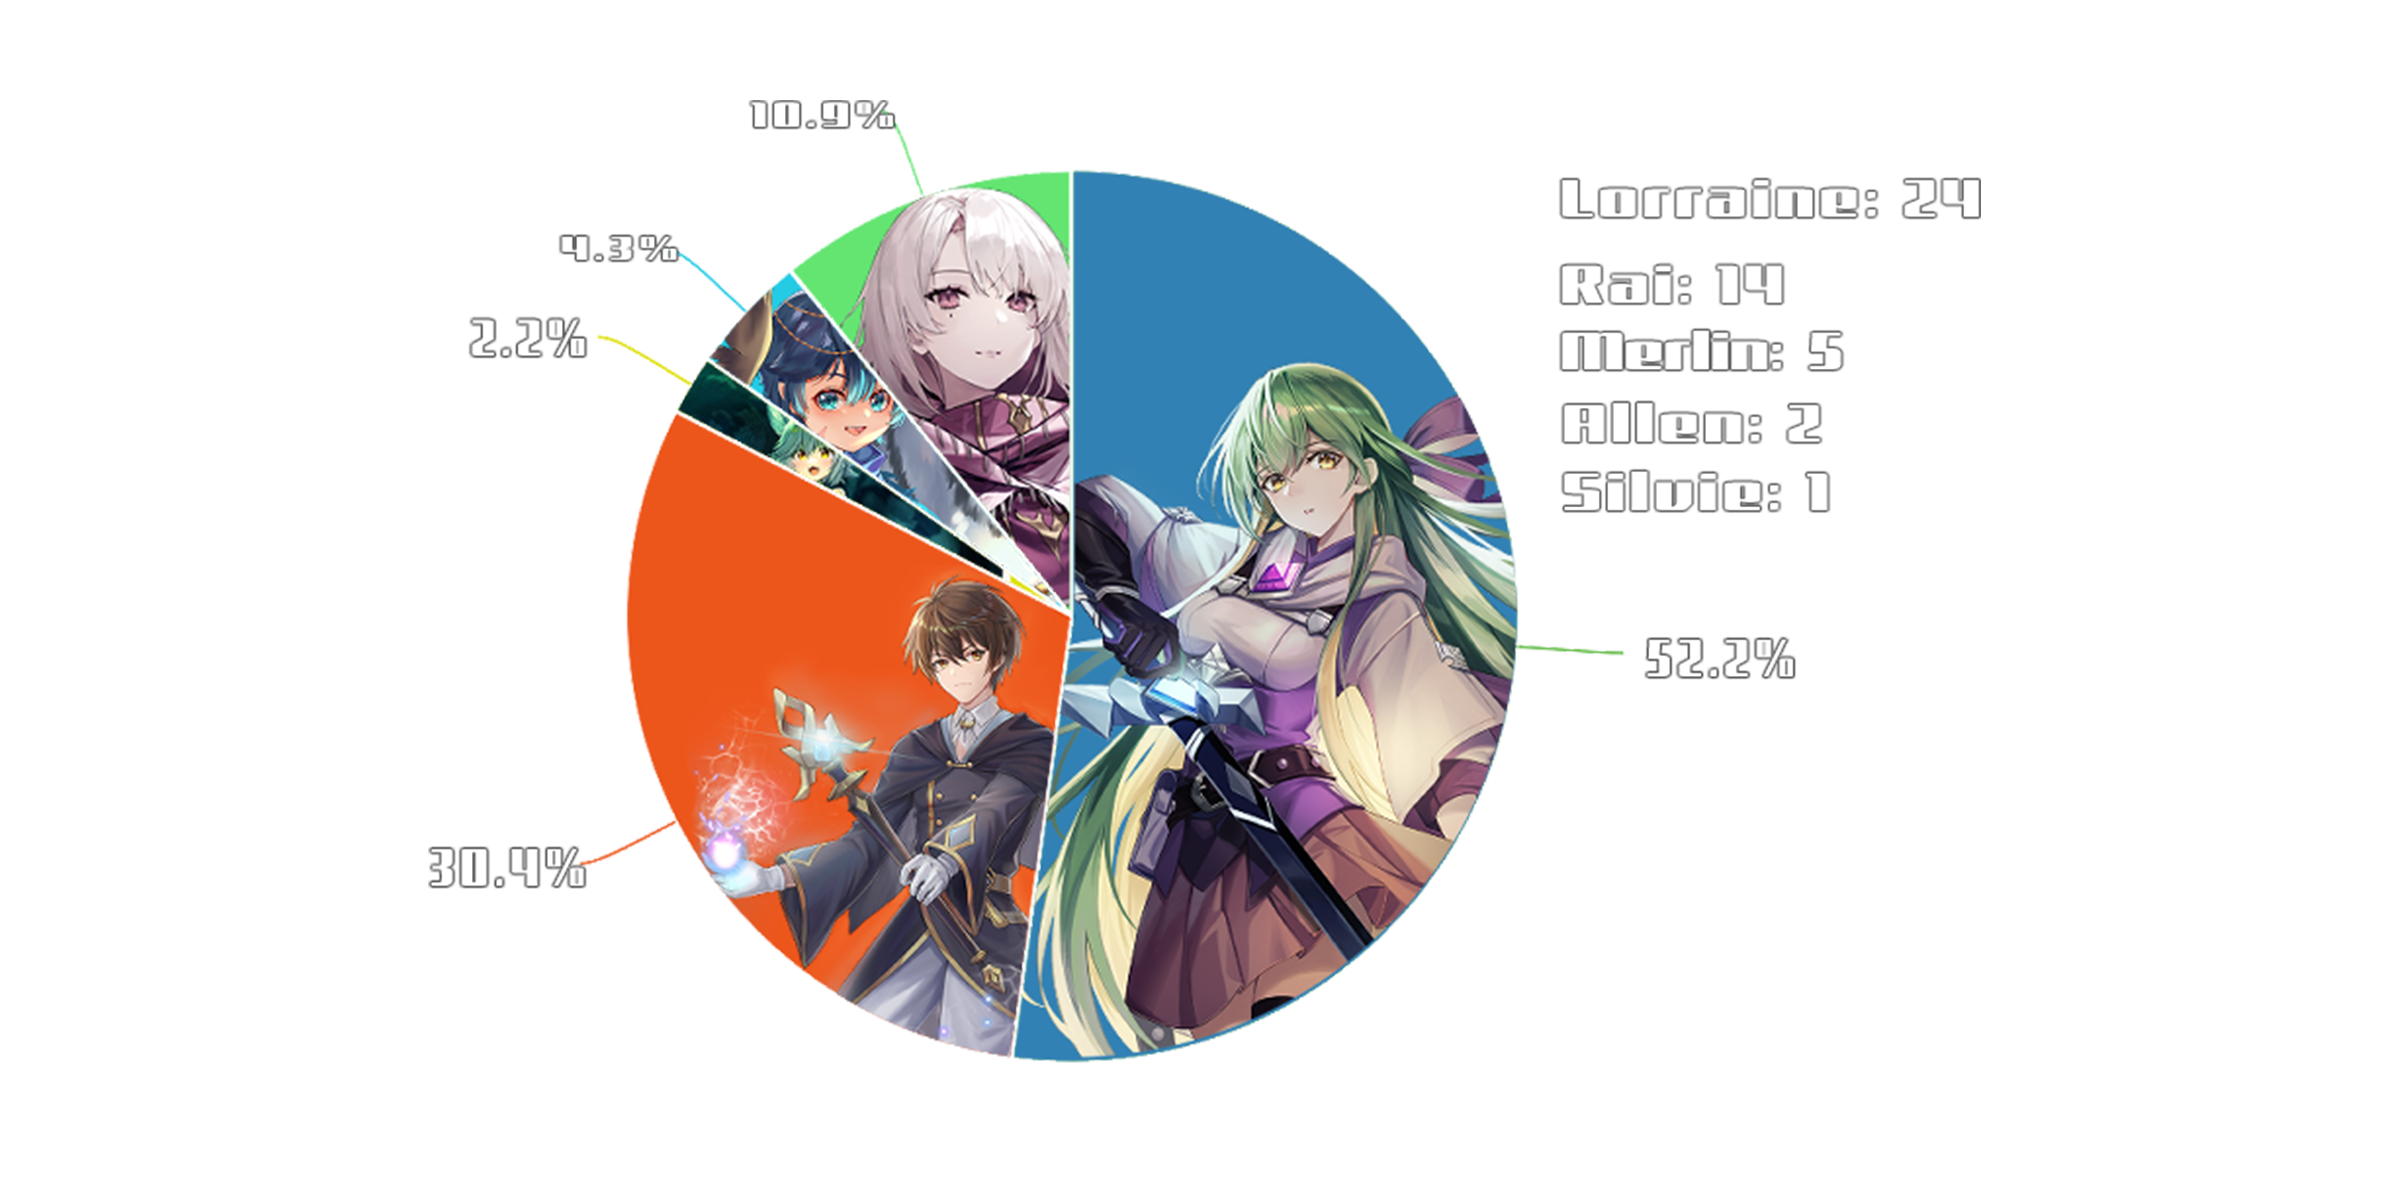 10.9%
4.3%
2.2%
30.4%
52.2%
Lorraine: 24
Rai: 14
Merlin: 5
Allen: 2
Silvie: 1